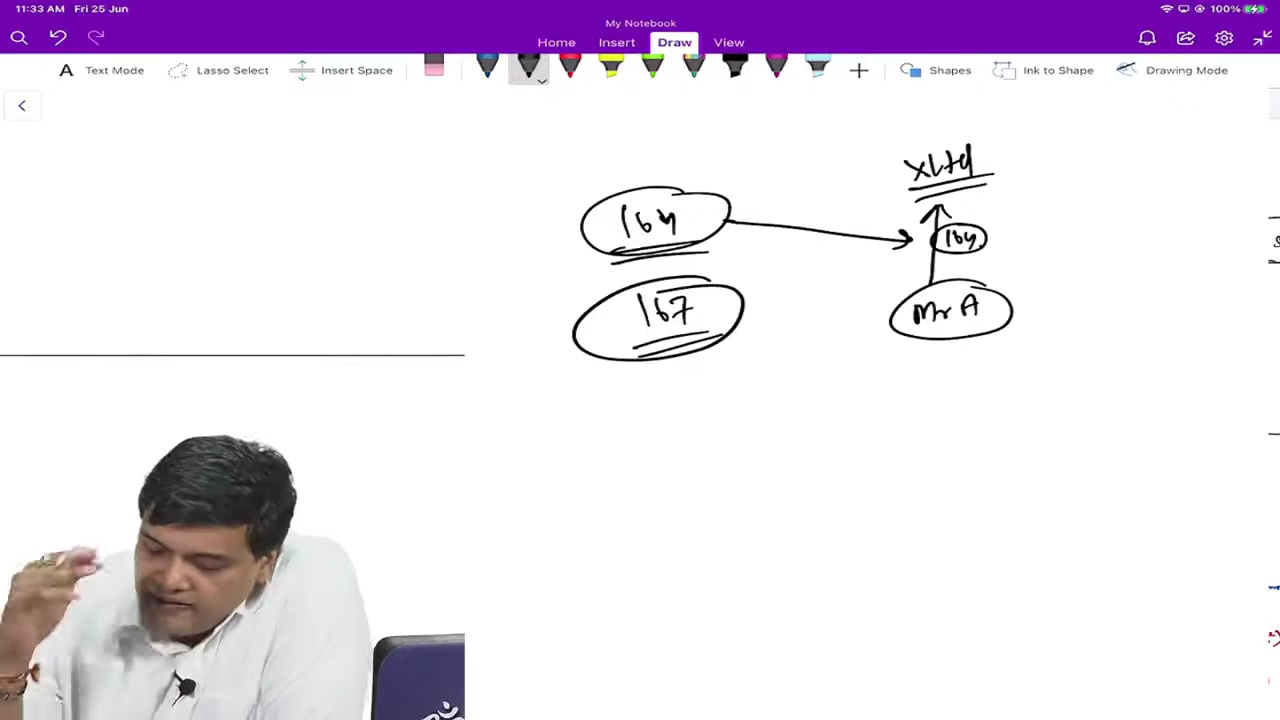 11:33 AM Fri 25 Jun
100%
My Notebook
Home Insert Draw View
A Text Mode Lasso Select Insert Space Shapes Ink to Shape Drawing Mode
X Ltd
164
164
167
Mr A
ॐ